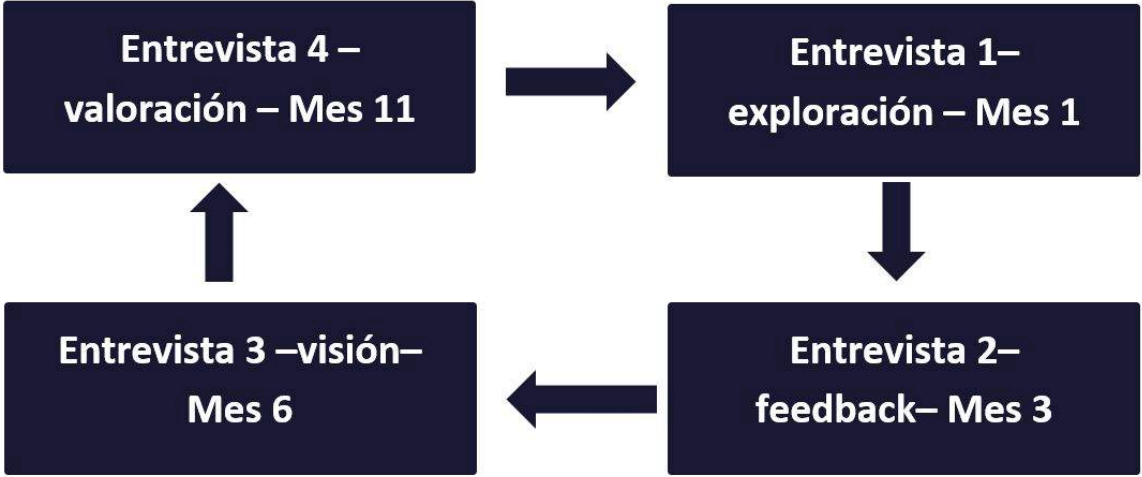 Entrevista 4 –
valoración – Mes 11
Entrevista 1–
exploración – Mes 1
Entrevista 3 –visión–
Mes 6
Entrevista 2–
feedback– Mes 3